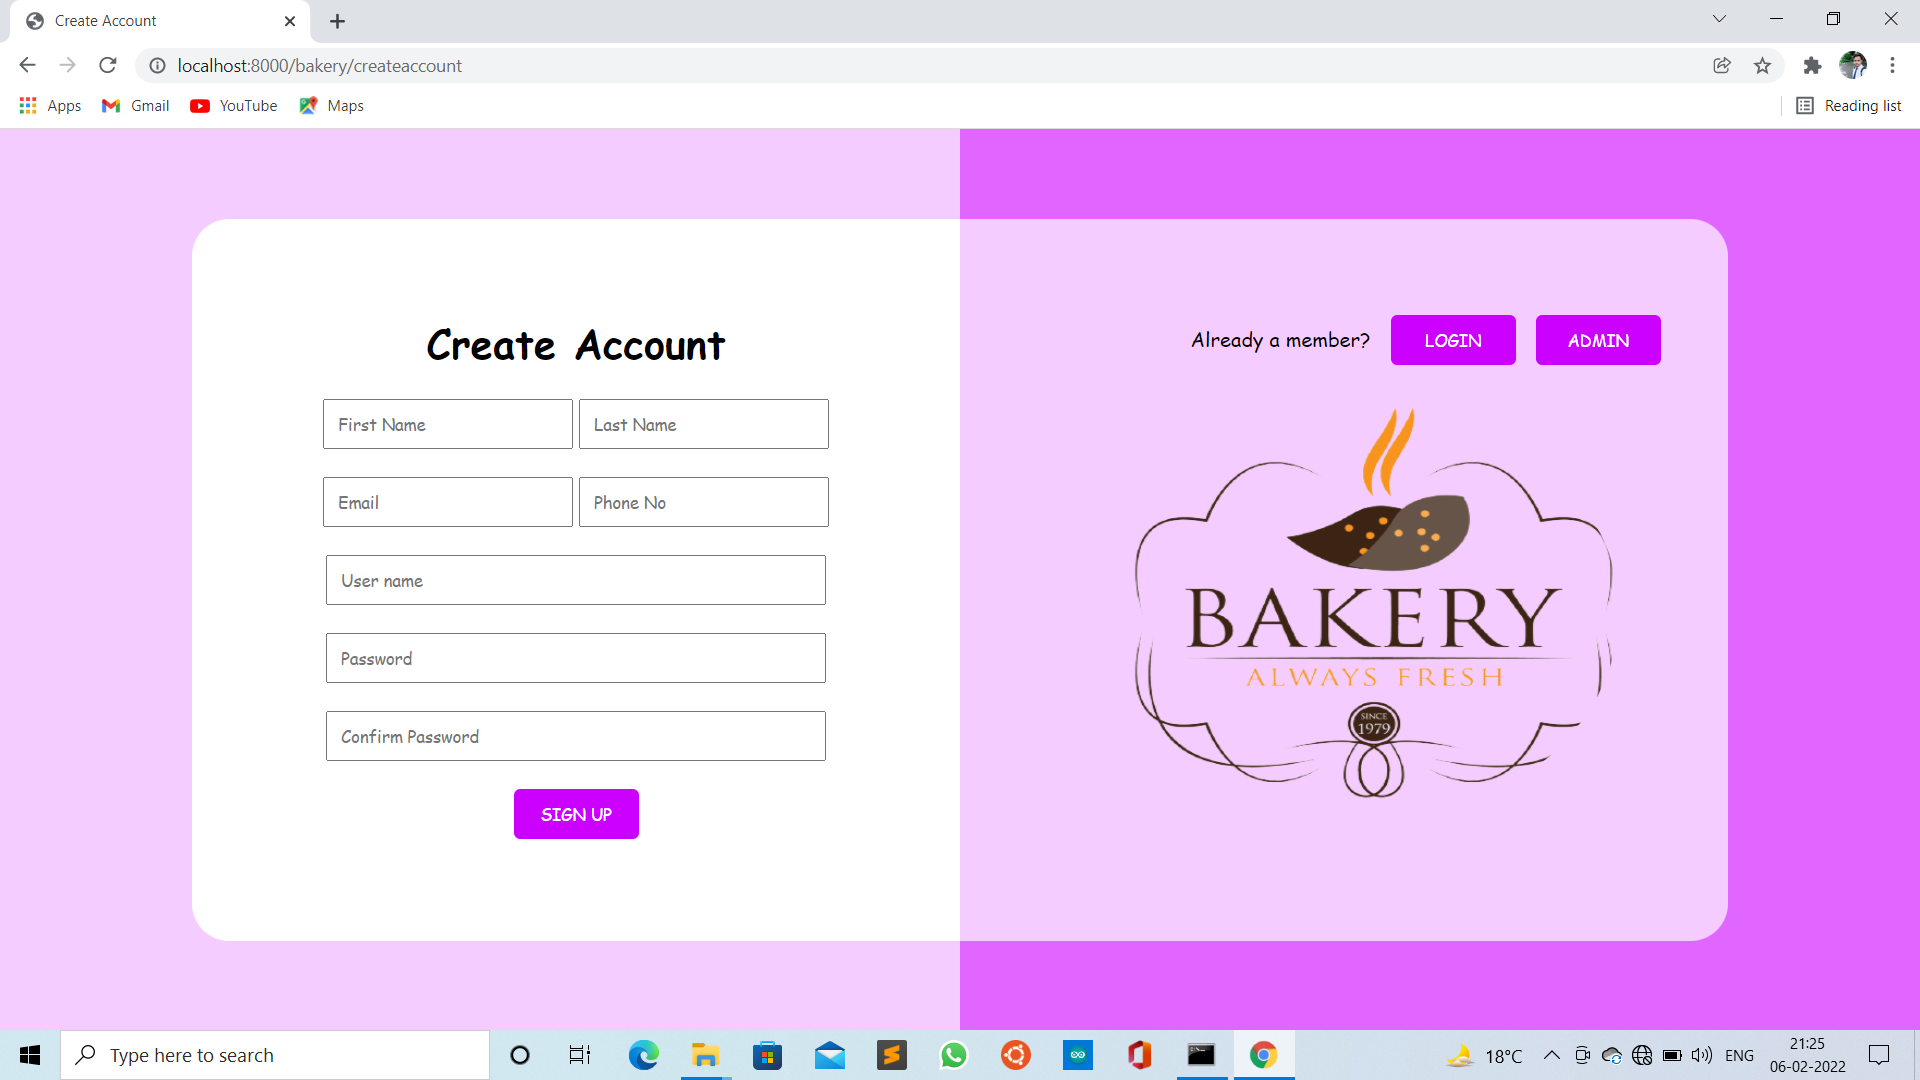 Create Account
localhost:8000/bakery/createaccount
Apps
Gmail
YouTube
Maps
Reading list
Create Account
First Name
Last Name
Email
Phone No
User name
Password
Confirm Password
SIGN UP
Already a member?
LOGIN
ADMIN
BAKERY
ALWAYS FRESH
SINCE
1979
Type here to search
18°C
ENG
21:25
06-02-2022